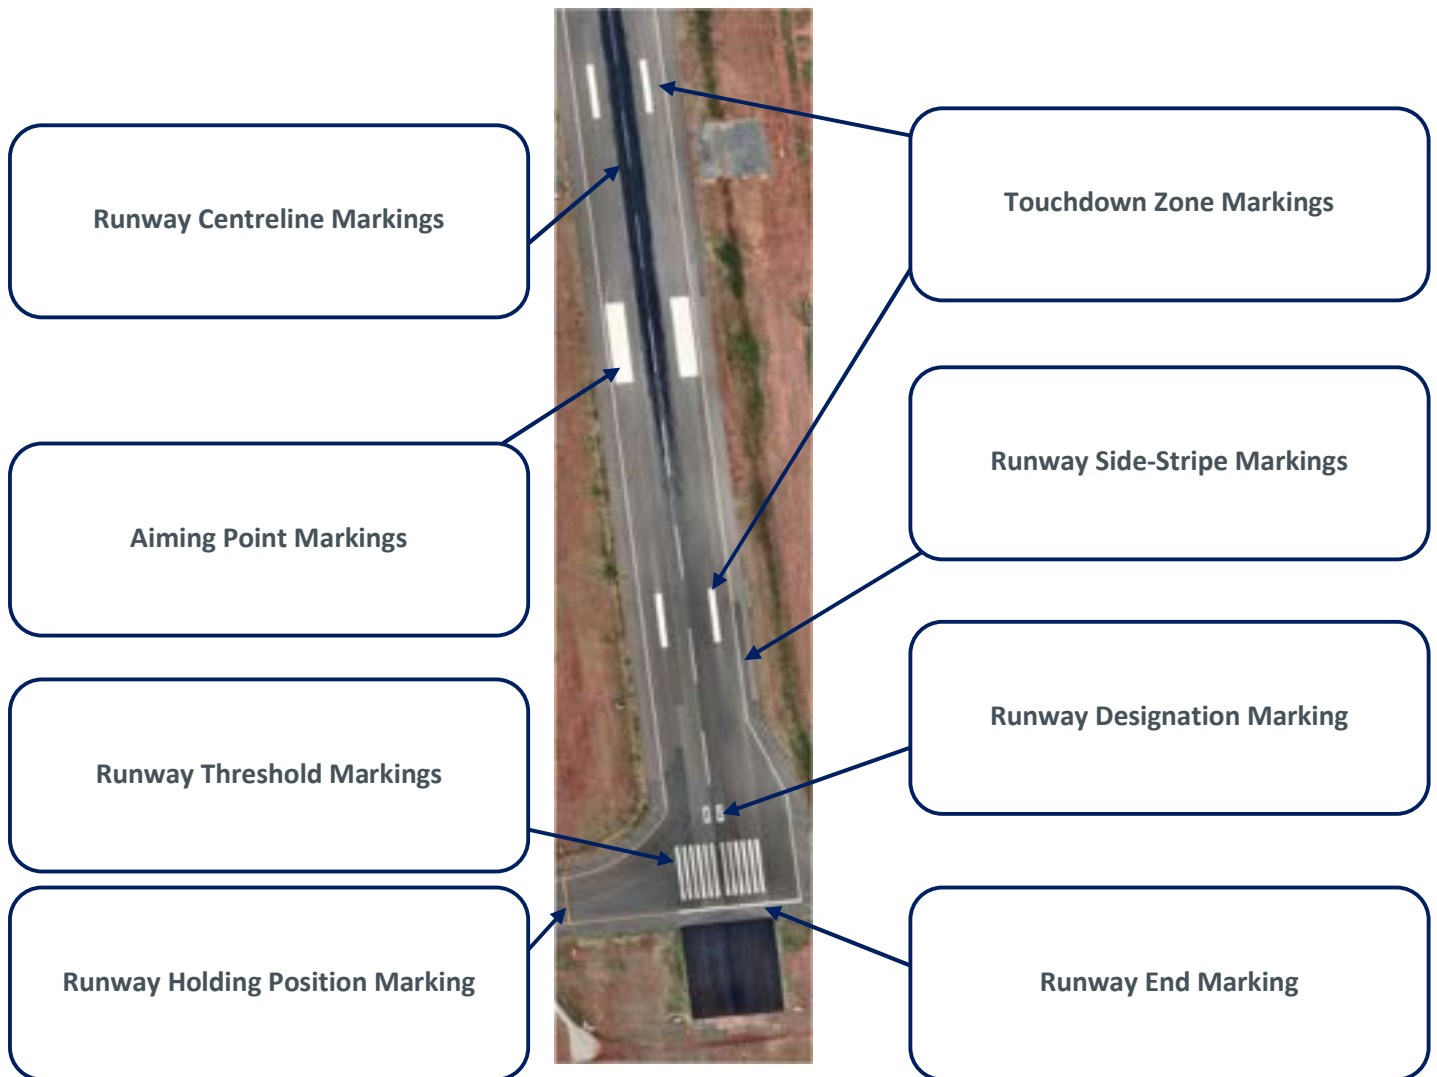 Runway Centreline Markings
Aiming Point Markings
Runway Threshold Markings
Runway Holding Position Marking
Touchdown Zone Markings
Runway Side-Stripe Markings
Runway Designation Marking
Runway End Marking